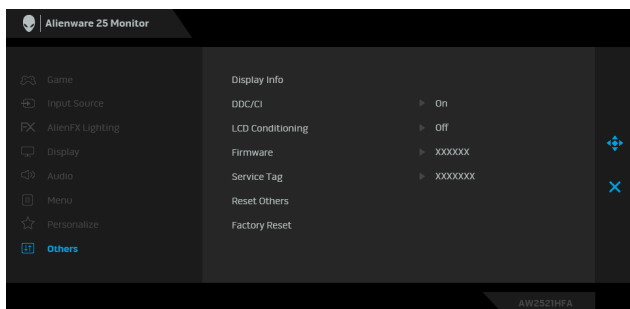 Alienware 25 Monitor
Game
Input Source
AlienFX Lighting
Display
Audio
Menu
Personalize
Others
Display Info
DDC/CI On
LCD Conditioning Off
Firmware XXXXXX
Service Tag XXXXXXX
Reset Others
Factory Reset
AW2521HFA